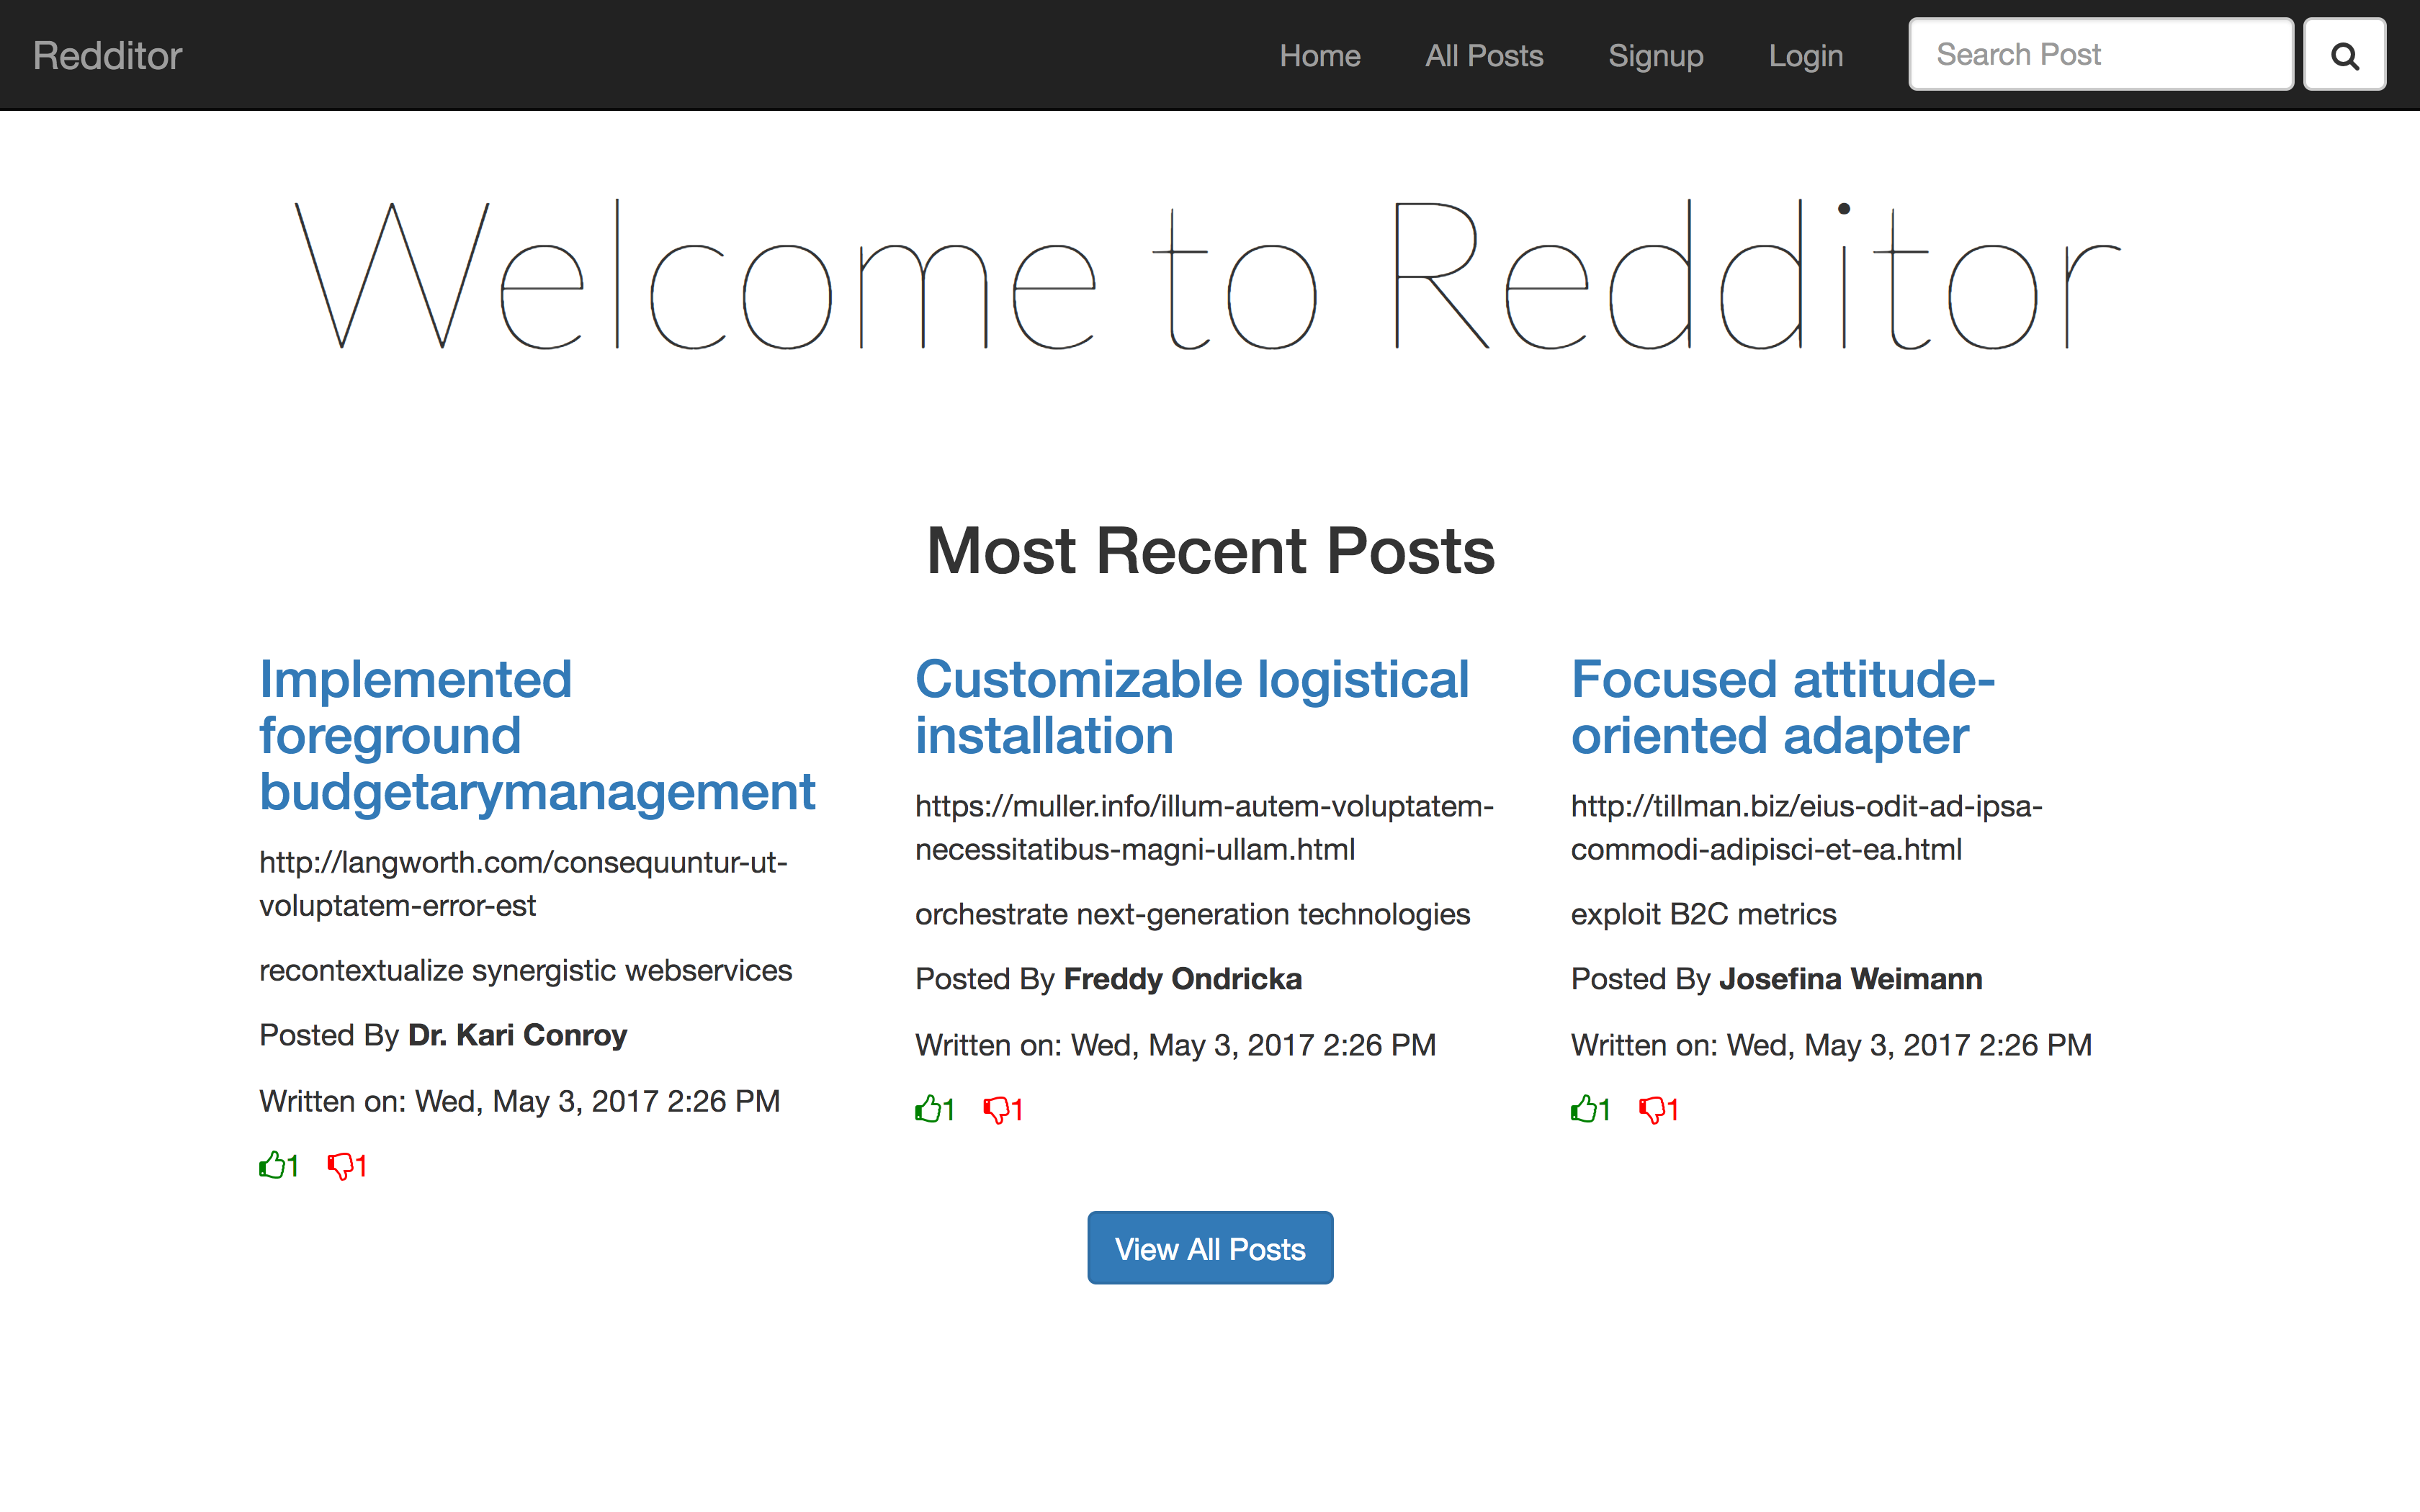 Redditor
Home
All Posts
Signup
Login
Search Post
Welcome to Redditor
Most Recent Posts
Implemented
foreground
budgetarymanagement
http://langworth.com/consequuntur-ut-
voluptatem-error-est
recontextualize synergistic webservices
Posted By Dr. Kari Conroy
Written on: Wed, May 3, 2017 2:26 PM
1 1
Customizable logistical
installation
https://muller.info/illum-autem-voluptatem-
necessitatibus-magni-ullam.html
orchestrate next-generation technologies
Posted By Freddy Ondricka
Written on: Wed, May 3, 2017 2:26 PM
1 1
Focused attitude-
oriented adapter
http://tillman.biz/eius-odit-ad-ipsa-
commodi-adipisci-et-ea.html
exploit B2C metrics
Posted By Josefina Weimann
Written on: Wed, May 3, 2017 2:26 PM
1 1
View All Posts